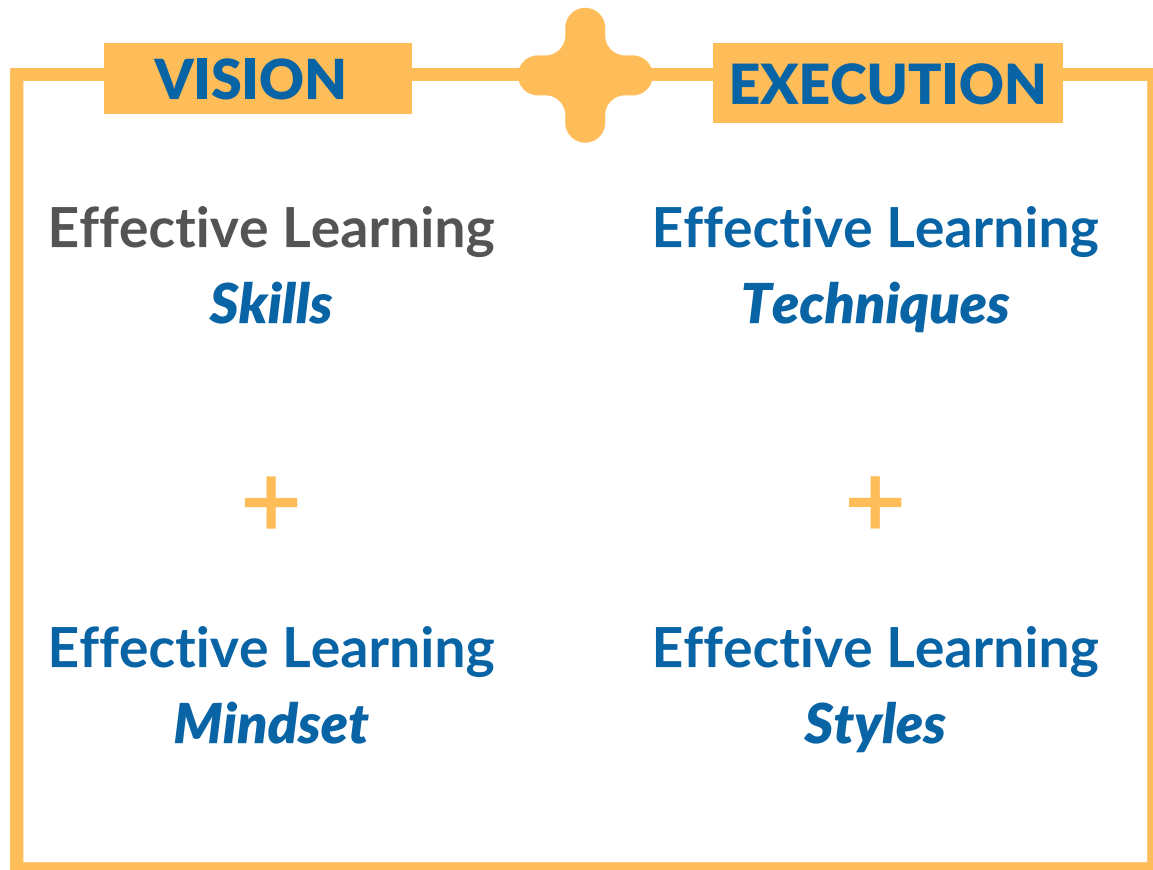 VISION
EXECUTION
Effective Learning
Skills
+
Effective Learning
Mindset
Effective Learning
Techniques
+
Effective Learning
Styles